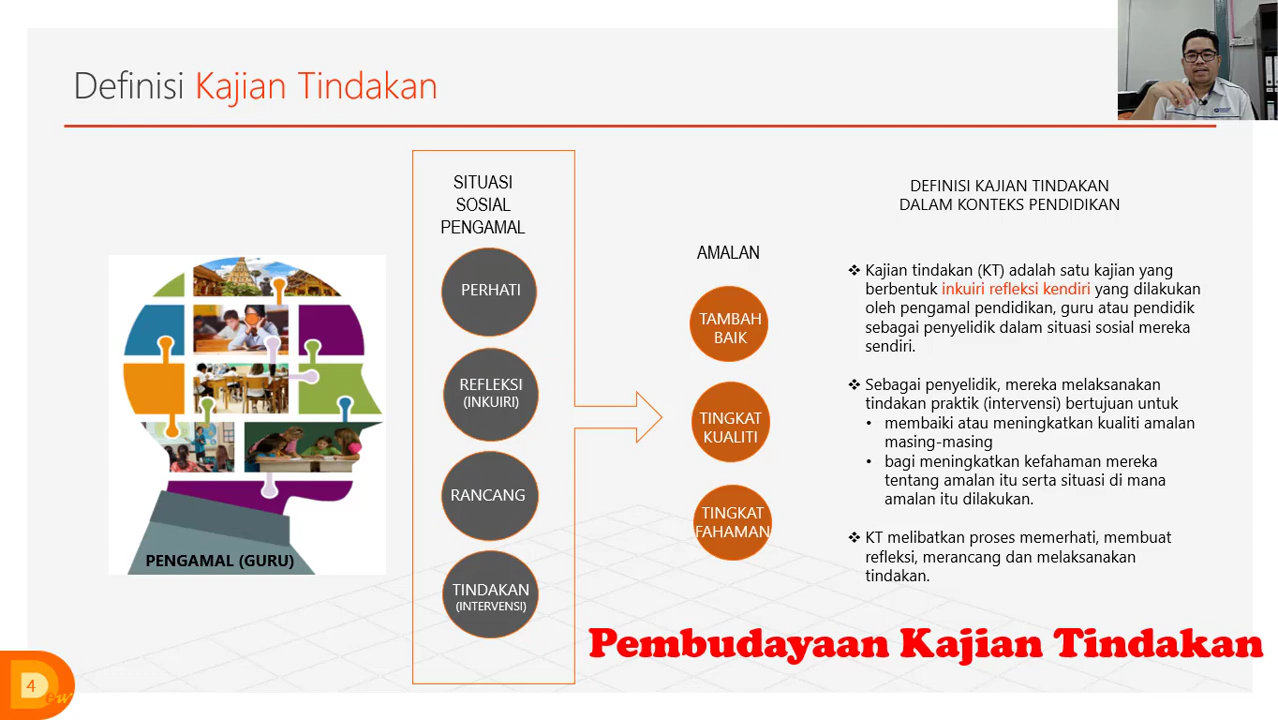 Definisi Kajian Tindakan
SITUASI
SOSIAL
PENGAMAL
PERHATI
REFLEKSI
(INKUIRI)
RANCANG
TINDAKAN
(INTERVENSI)
PENGAMAL (GURU)
AMALAN
TAMBAH
BAIK
TINGKAT
KUALITI
TINGKAT
FAHAMAN
DEFINISI KAJIAN TINDAKAN
DALAM KONTEKS PENDIDIKAN
❖ Kajian tindakan (KT) adalah satu kajian yang
berbentuk inkuiri refleksi kendiri yang dilakukan
oleh pengamal pendidikan, guru atau pendidik
sebagai penyelidik dalam situasi sosial mereka
sendiri.
❖ Sebagai penyelidik, mereka melaksanakan
tindakan praktik (intervensi) bertujuan untuk
• membaiki atau meningkatkan kualiti amalan
masing-masing
• bagi meningkatkan kefahaman mereka
tentang amalan itu serta situasi di mana
amalan itu dilakukan.
❖ KT melibatkan proses memerhati, membuat
refleksi, merancang dan melaksanakan
tindakan.
Pembudayaan Kajian Tindakan
4